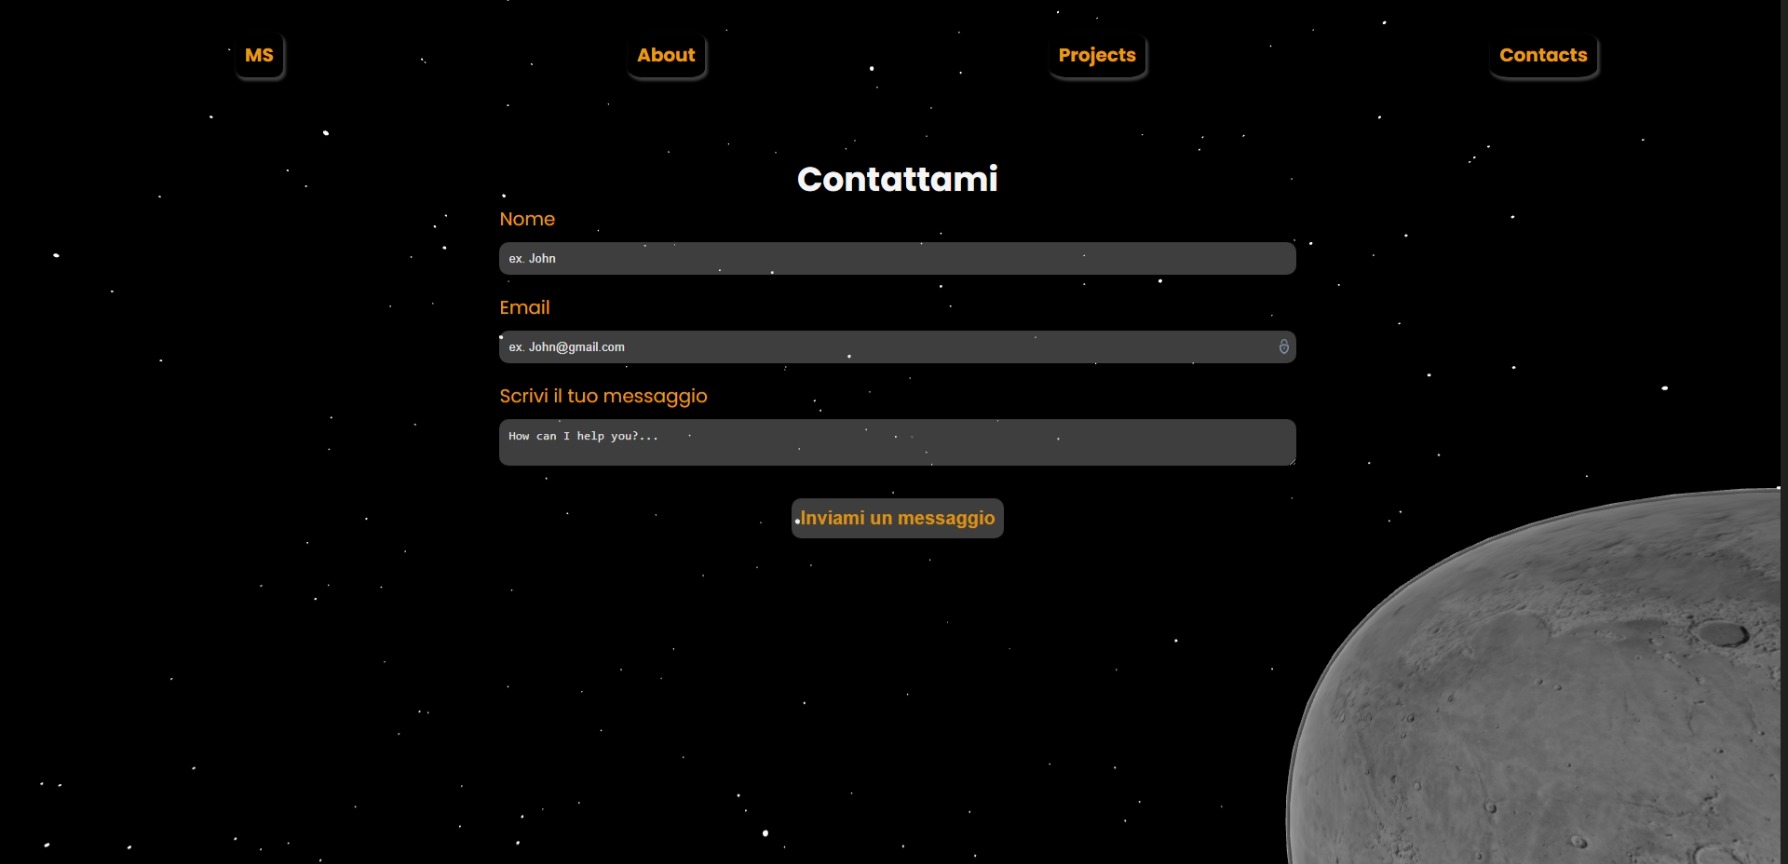 MS About Projects Contacts
Contattami
Nome
ex. John
Email
ex. John@gmail.com
Scrivi il tuo messaggio
How can I help you?...
Inviami un messaggio